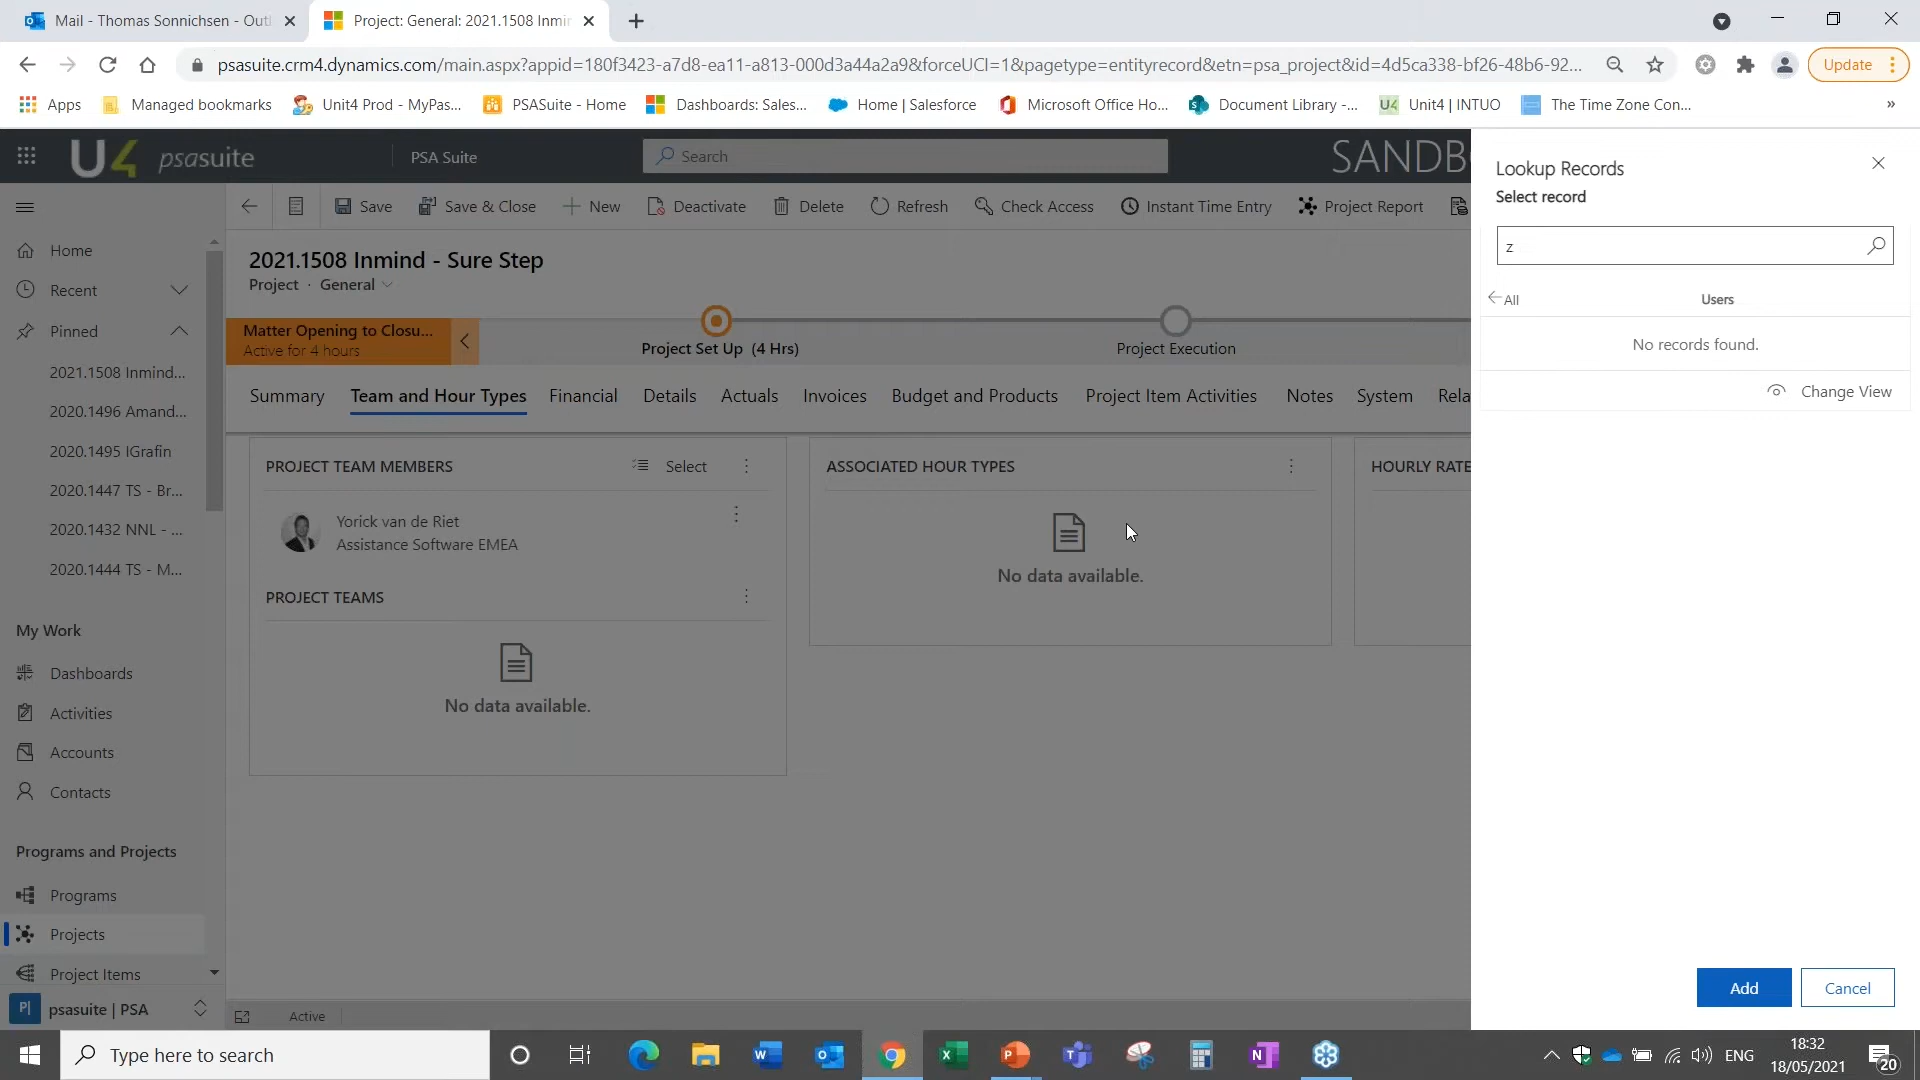 Mail - Thomas Sonnichsen - Outl
Project: General: 2021.1508 Inmin
psasuite.crm4.dynamics.com/main.aspx?appid=180f3423-a7d8-ea11-a813-000d3a44a2a9&forceUCI=1&pagetype=entityrecord&etn=psa_project&id=4d5ca338-bf26-48b6-92...
Update
Apps
Managed bookmarks
Unit4 Prod - MyPas...
PSASuite - Home
Dashboards: Sales...
Home | Salesforce
Microsoft Office Ho...
Document Library -...
U4 Unit4 | INTUO
The Time Zone Con...
»
U4 psasuite
PSA Suite
Search
SANDB
Save
Save & Close
New
Deactivate
Delete
Refresh
Check Access
Instant Time Entry
Project Report
Home
Recent
Pinned
2021.1508 Inmind...
2020.1496 Amand...
2020.1495 IGrafin
2020.1447 TS - Br...
2020.1432 NNL - ...
2020.1444 TS - M...
My Work
Dashboards
Activities
Accounts
Contacts
Programs and Projects
Programs
Projects
Project Items
P| psasuite | PSA
2021.1508 Inmind - Sure Step
Project · General
Matter Opening to Closu...
Active for 4 hours
Project Set Up (4 Hrs)
Project Execution
Summary
Team and Hour Types
Financial
Details
Actuals
Invoices
Budget and Products
Project Item Activities
Notes
System
Rela
PROJECT TEAM MEMBERS
Select
Yorick van de Riet
Assistance Software EMEA
PROJECT TEAMS
No data available.
ASSOCIATED HOUR TYPES
No data available.
HOURLY RATE
Active
Lookup Records
Select record
z
All
Users
No records found.
Change View
Add
Cancel
Type here to search
ENG
18:32
18/05/2021
20